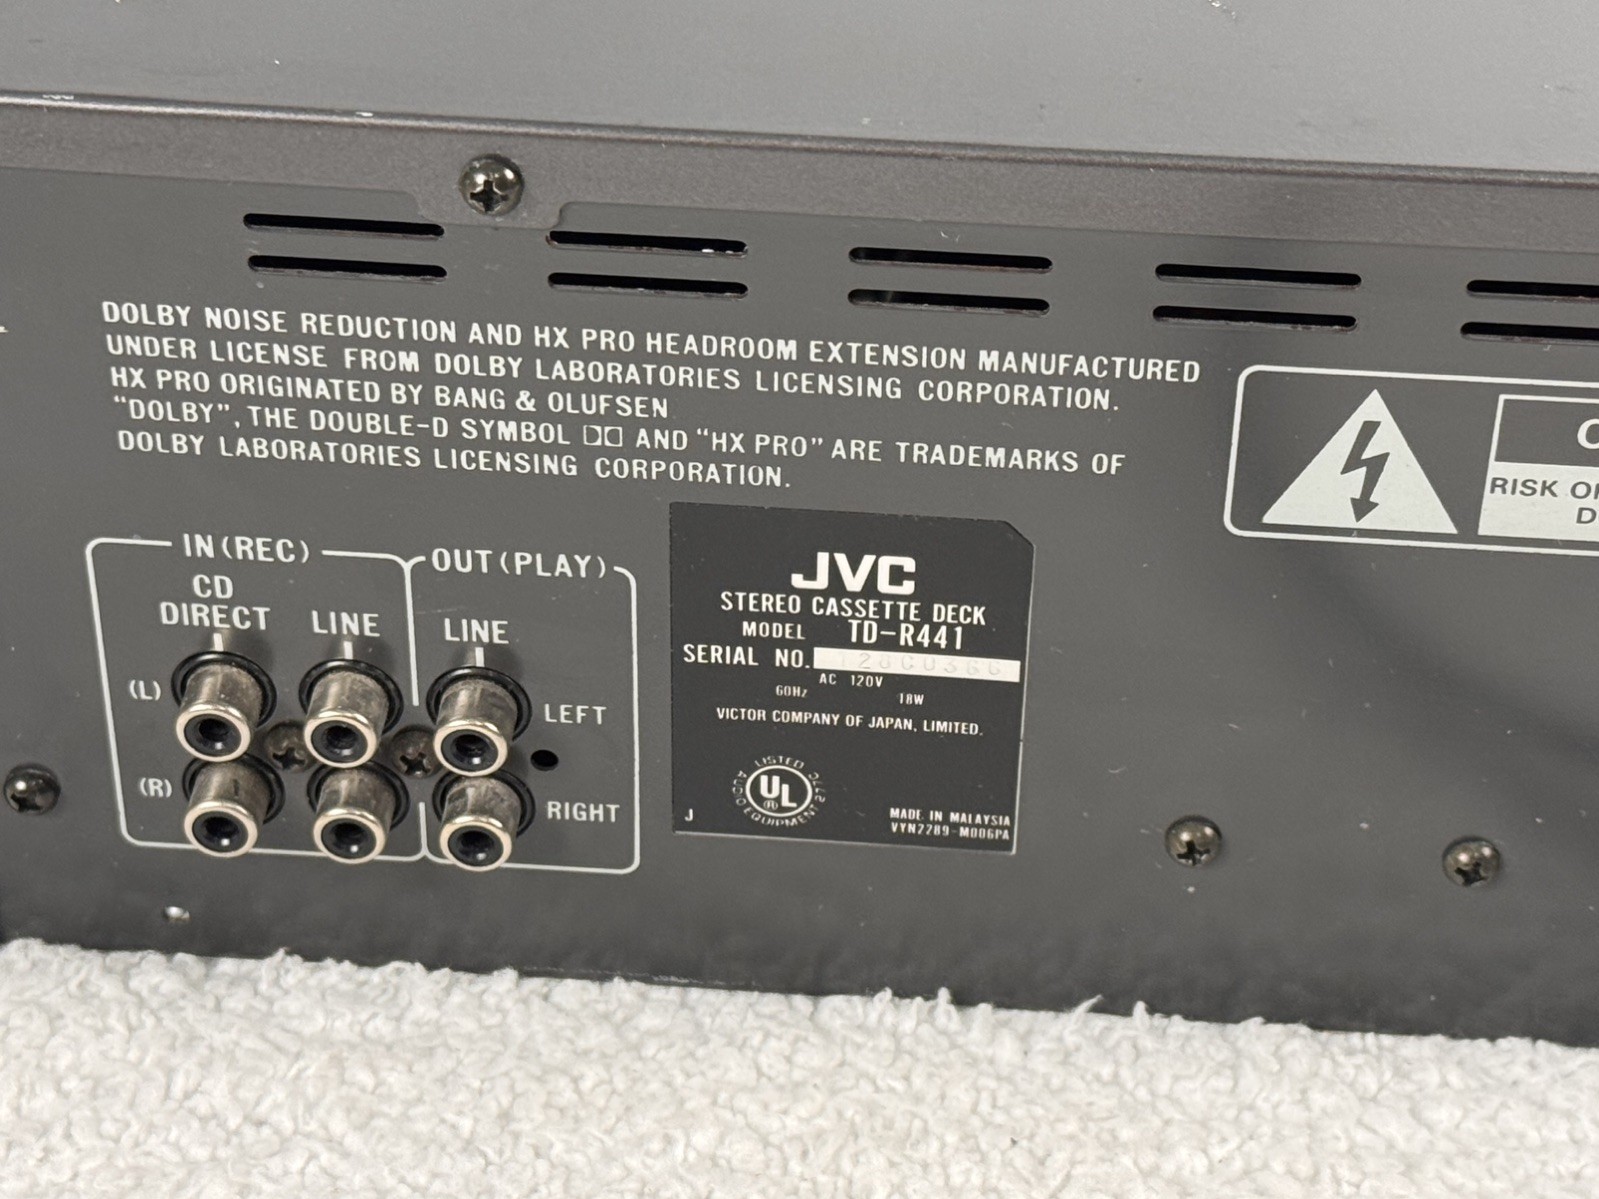 DOLBY NOISE REDUCTION AND HX PRO HEADROOM EXTENSION MANUFACTURED
UNDER LICENSE FROM DOLBY LABORATORIES LICENSING CORPORATION.
HX PRO ORIGINATED BY BANG & OLUFSEN
“DOLBY”, THE DOUBLE-D SYMBOL AND “HX PRO” ARE TRADEMARKS OF
DOLBY LABORATORIES LICENSING CORPORATION.
RISK
IN (REC)
OUT (PLAY)
CD
DIRECT
LINE
LINE
(L)
LEFT
(R)
RIGHT
JVC
STEREO CASSETTE DECK
MODEL TD-R441
SERIAL NO.
AC 120V
60Hz 18W
VICTOR COMPANY OF JAPAN, LIMITED.
LISTED
UL
®
AUDIO EQUIPMENT 27C
J
MADE IN MALAYSIA
VYN2289-M006PA